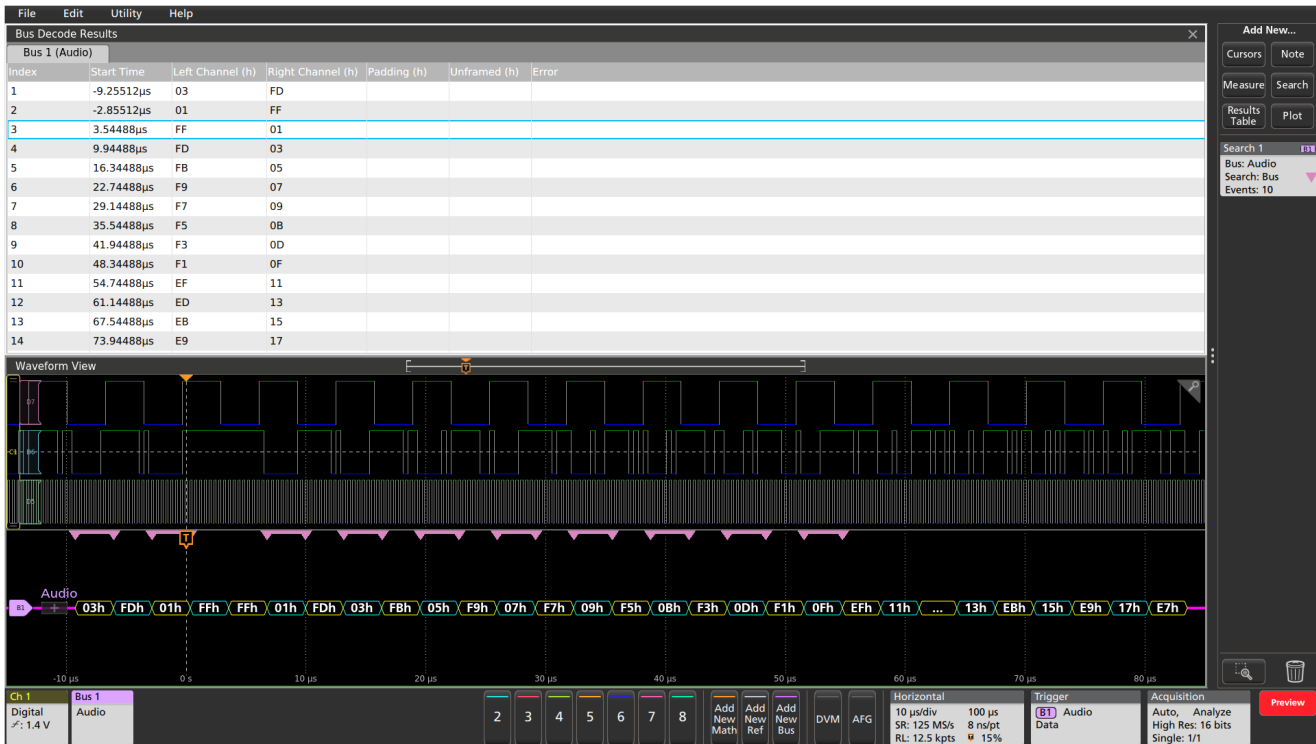 File Edit Utility Help
Bus Decode Results
Bus 1 (Audio)
Index Start Time Left Channel (h) Right Channel (h) Padding (h) Unframed (h) Error
1 -9.25512µs 03 FD
2 -2.85512µs 01 FF
3 3.54488µs FF 01
4 9.94488µs FD 03
5 16.34488µs FB 05
6 22.74488µs F9 07
7 29.14488µs F7 09
8 35.54488µs F5 0B
9 41.94488µs F3 0D
10 48.34488µs F1 0F
11 54.74488µs EF 11
12 61.14488µs ED 13
13 67.54488µs EB 15
14 73.94488µs E9 17
Add New...
Cursors Note
Measure Search
Results Table Plot
Search 1 B1
Bus: Audio
Search: Bus
Events: 10
Waveform View
T
D7
C1 D6
D5
T
Audio
B1 + 03h FDh 01h FFh FFh 01h FDh 03h FBh 05h F9h 07h F7h 09h F5h 0Bh F3h 0Dh F1h 0Fh EFh 11h ... 13h EBh 15h E9h 17h E7h
-10 µs 0 s 10 µs 20 µs 30 µs 40 µs 50 µs 60 µs 70 µs 80 µs
Ch 1
Digital
: 1.4 V
Bus 1
Audio
2 3 4 5 6 7 8
Add New Math
Add New Ref
Add New Bus
DVM AFG
Horizontal
10 µs/div 100 µs
SR: 125 MS/s 8 ns/pt
RL: 12.5 kpts T 15%
Trigger
B1 Audio
Data
Acquisition
Auto, Analyze
High Res: 16 bits
Single: 1/1
Preview